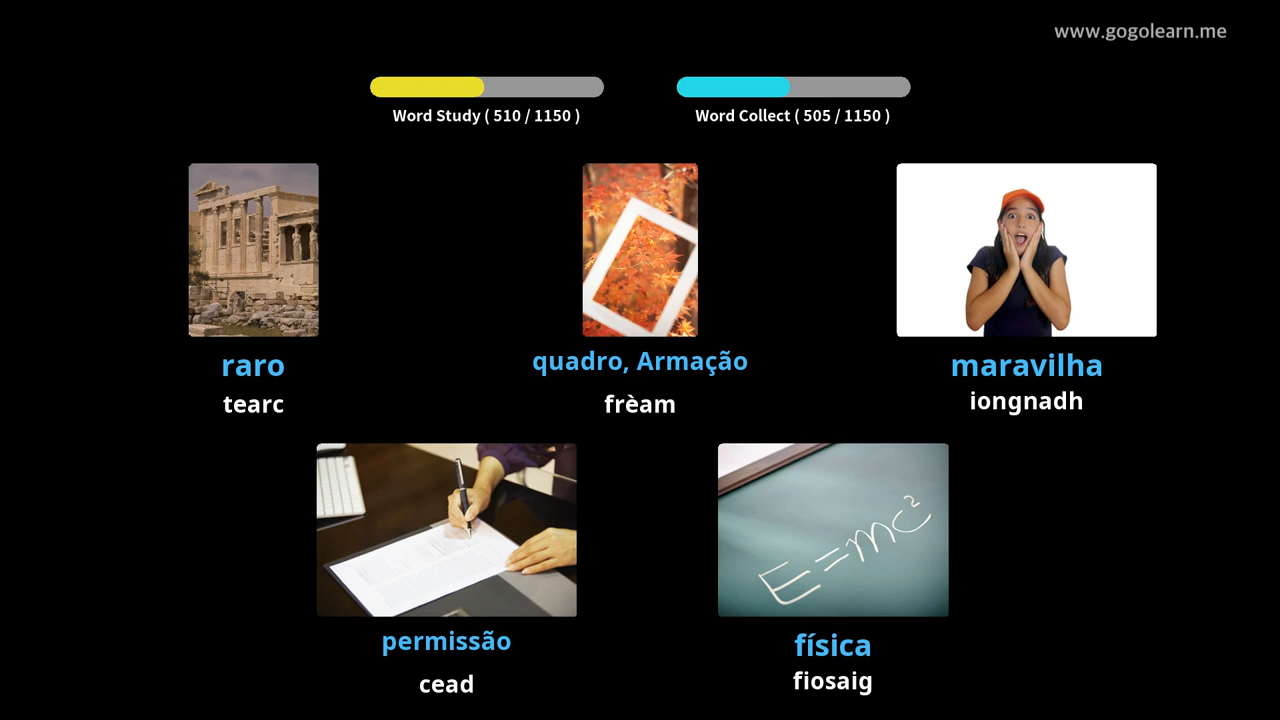 www.gogolearn.me
Word Study ( 510 / 1150 )
Word Collect ( 505 / 1150 )
raro
tearc
quadro, Armação
frèam
maravilha
iongnadh
E=mc²
permissão
cead
física
fiosaig